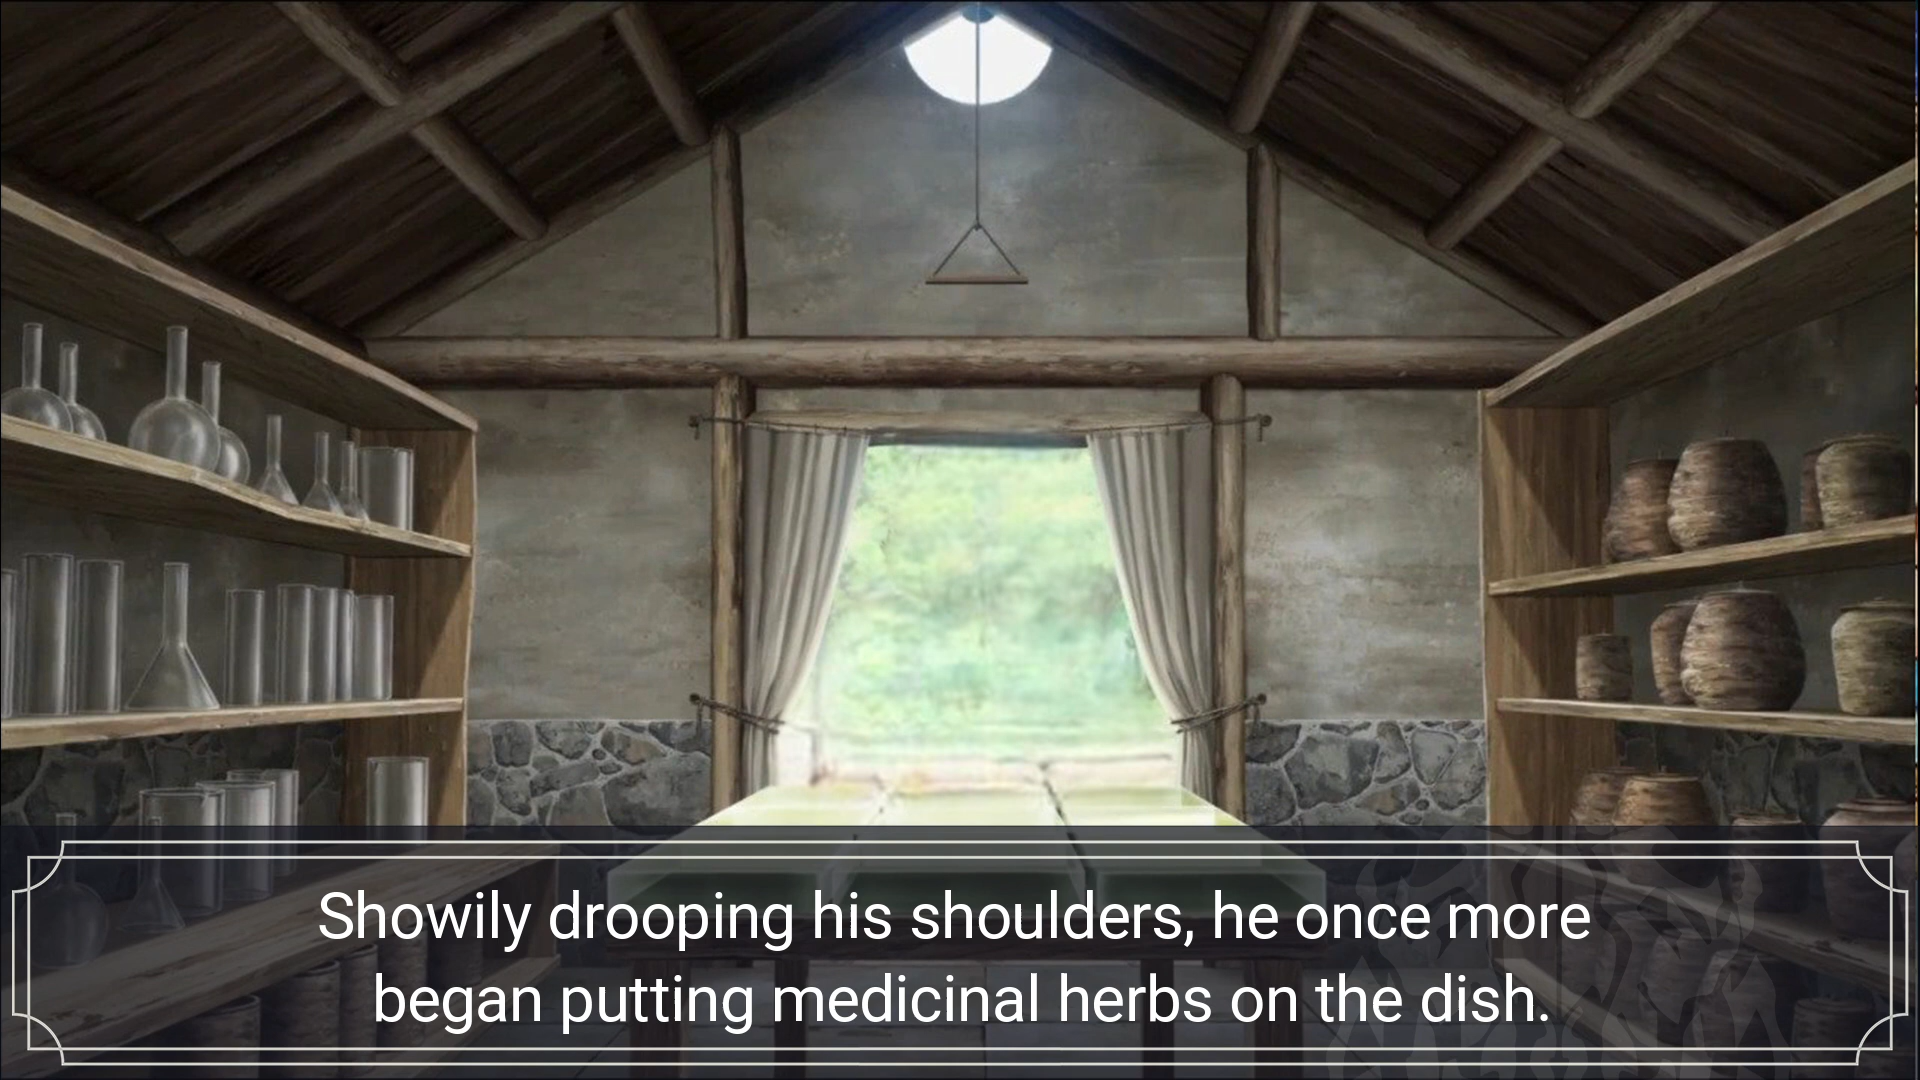 Showily drooping his shoulders, he once more
began putting medicinal herbs on the dish.